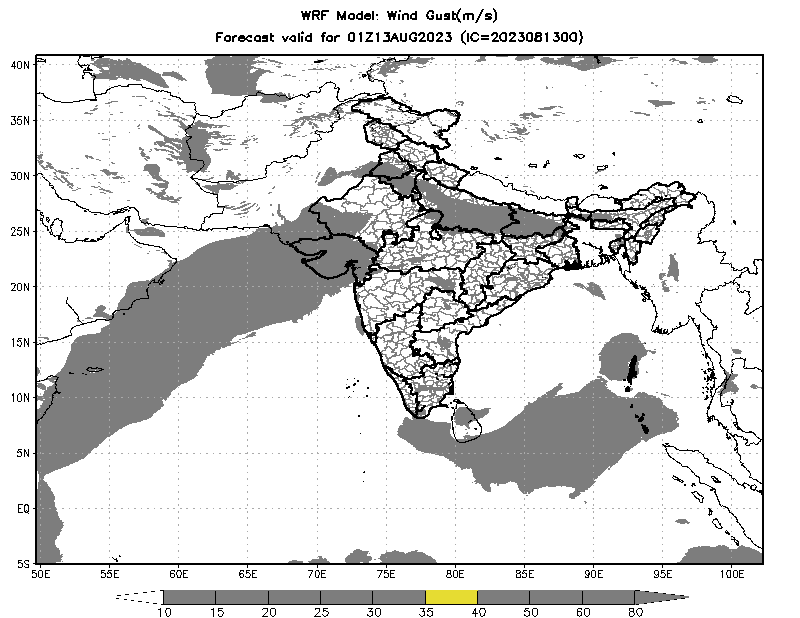 WRF Model: Wind Gust(m/s)
Forecast valid for 01Z13AUG2023 (IC=2023081300)
40N
35N
30N
25N
20N
15N
10N
5N
EQ
5S
50E 55E 60E 65E 70E 75E 80E 85E 90E 95E 100E
10 15 20 25 30 35 40 50 60 80